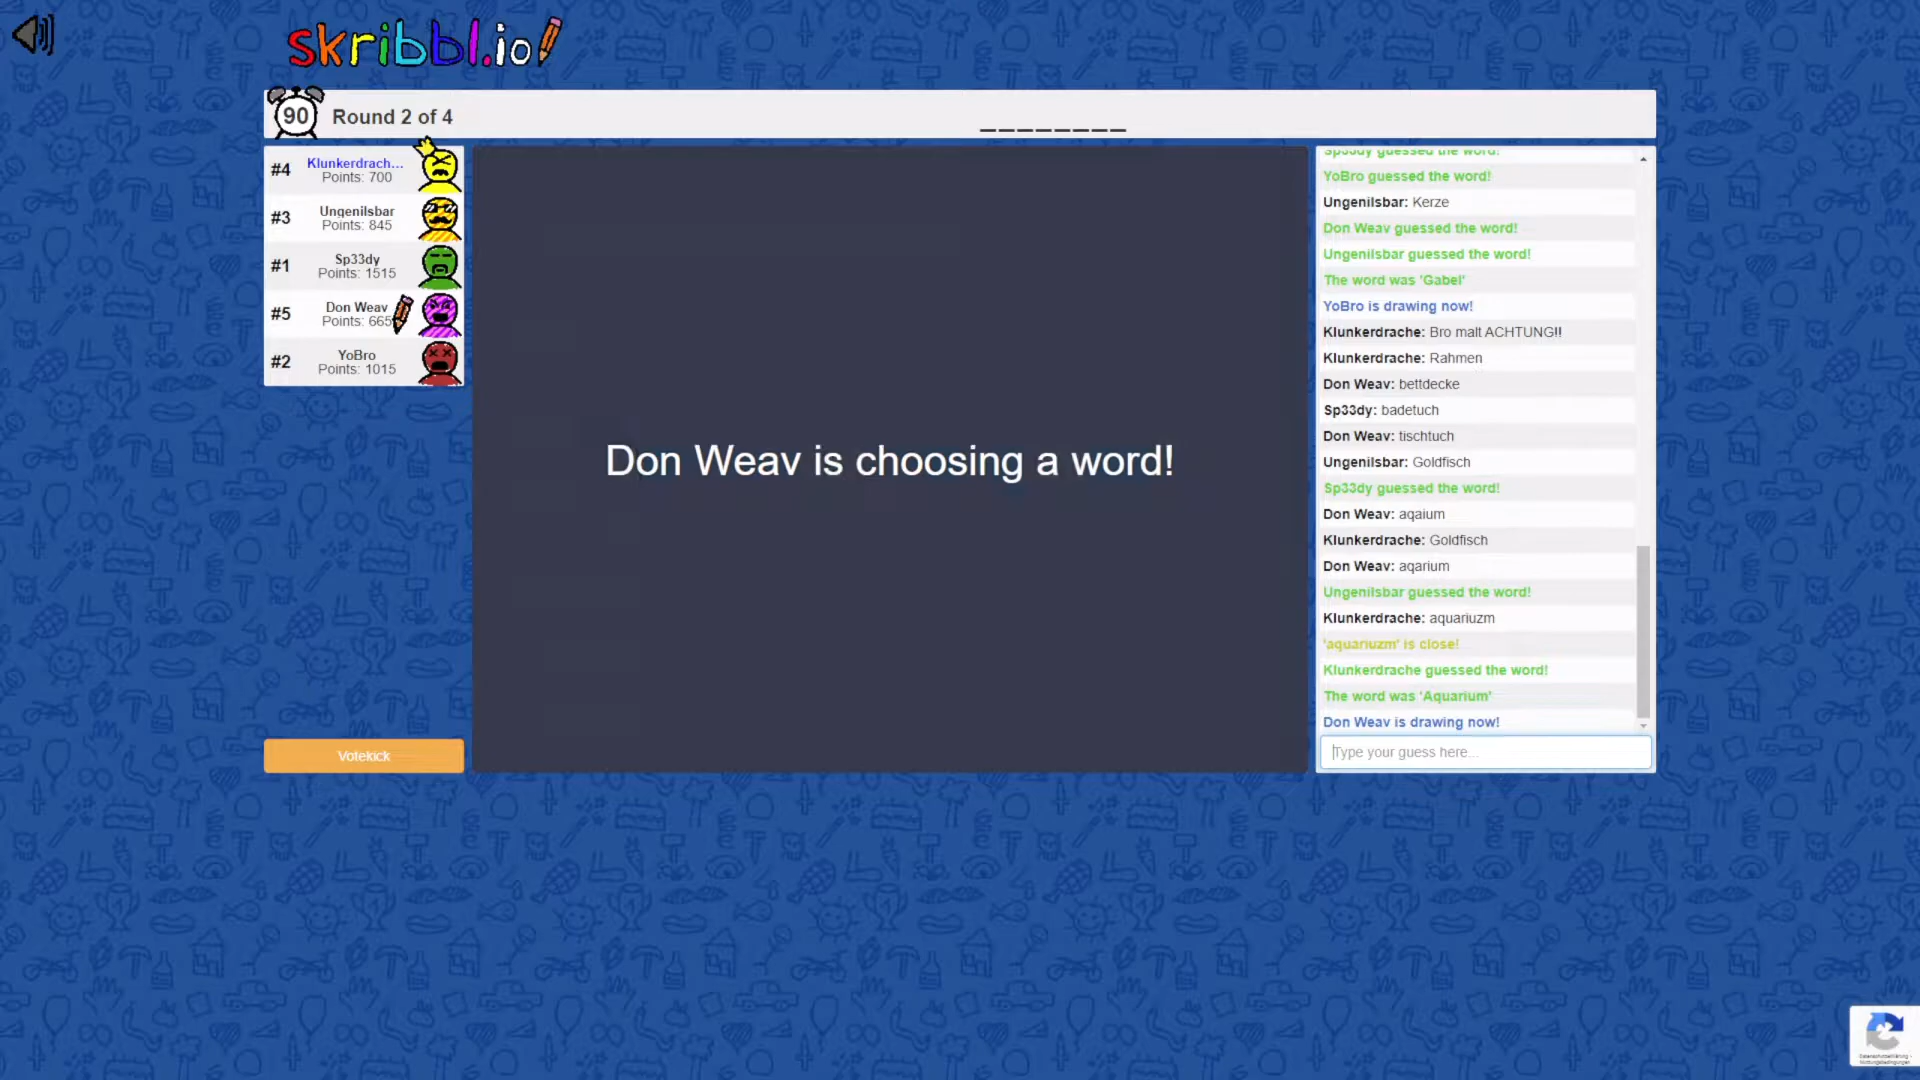 skribbl.io
90
Round 2 of 4
________
#4
Klunkerdrach...
Points: 700
#3
Ungenilsbar
Points: 845
#1
Sp33dy
Points: 1515
#5
Don Weav
Points: 665
#2
YoBro
Points: 1015
Votekick
Don Weav is choosing a word!
Sp33dy guessed the word!
YoBro guessed the word!
Ungenilsbar: Kerze
Don Weav guessed the word!
Ungenilsbar guessed the word!
The word was 'Gabel'
YoBro is drawing now!
Klunkerdrache: Bro malt ACHTUNG!!
Klunkerdrache: Rahmen
Don Weav: bettdecke
Sp33dy: badetuch
Don Weav: tischtuch
Ungenilsbar: Goldfisch
Sp33dy guessed the word!
Don Weav: aqaium
Klunkerdrache: Goldfisch
Don Weav: aqarium
Ungenilsbar guessed the word!
Klunkerdrache: aquariuzm
'aquariuzm' is close!
Klunkerdrache guessed the word!
The word was 'Aquarium'
Don Weav is drawing now!
Type your guess here...